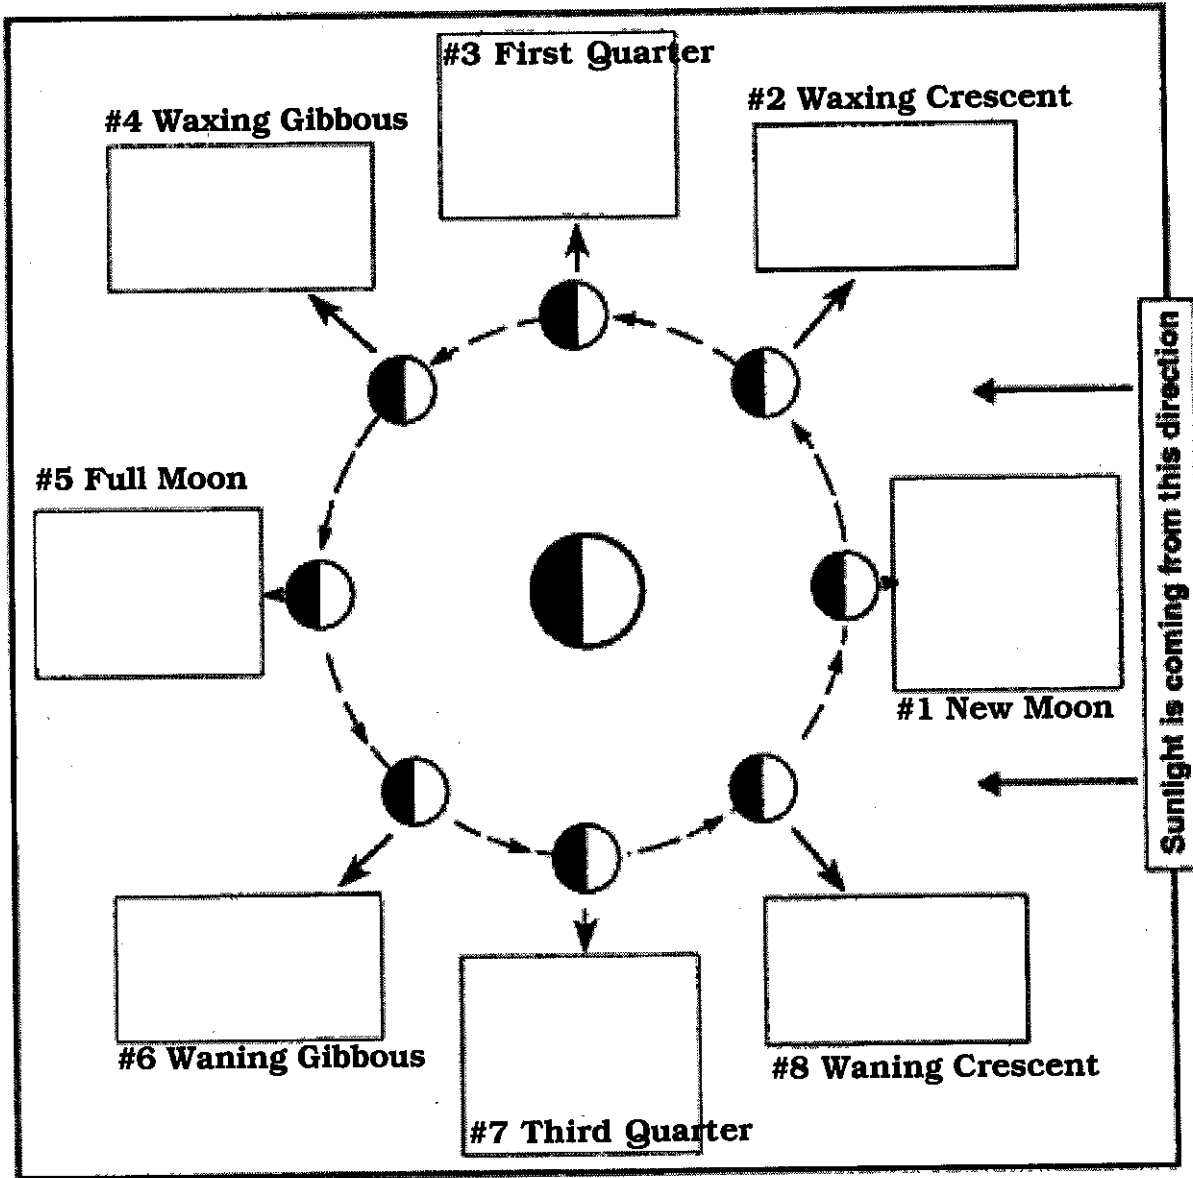 #3 First Quarter
#2 Waxing Crescent
#4 Waxing Gibbous
#5 Full Moon
Sunlight is coming from this direction
#1 New Moon
#6 Waning Gibbous
#8 Waning Crescent
#7 Third Quarter